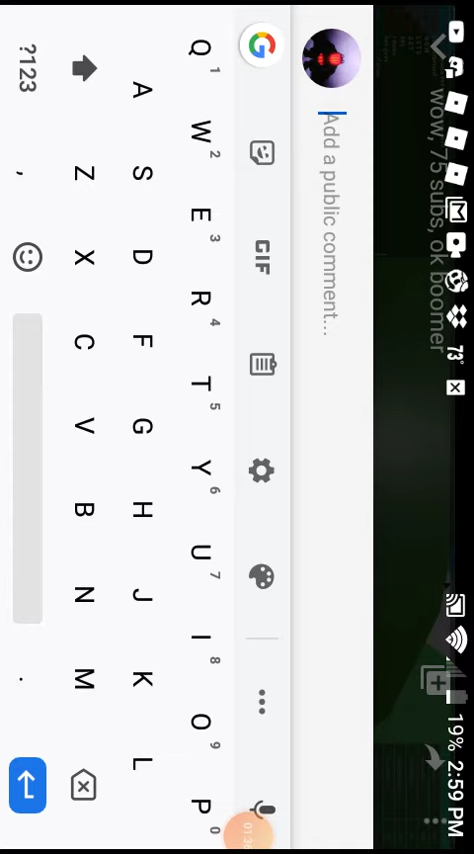 73°
19% 2:59 PM
wow, 75 subs, ok boomer
Add a public comment...
GIF
Q 1 W 2 E 3 R 4 T 5 Y 6 U 7 I 8 O 9 P 0
A S D F G H J K L
Z X C V B N M
?123 , .